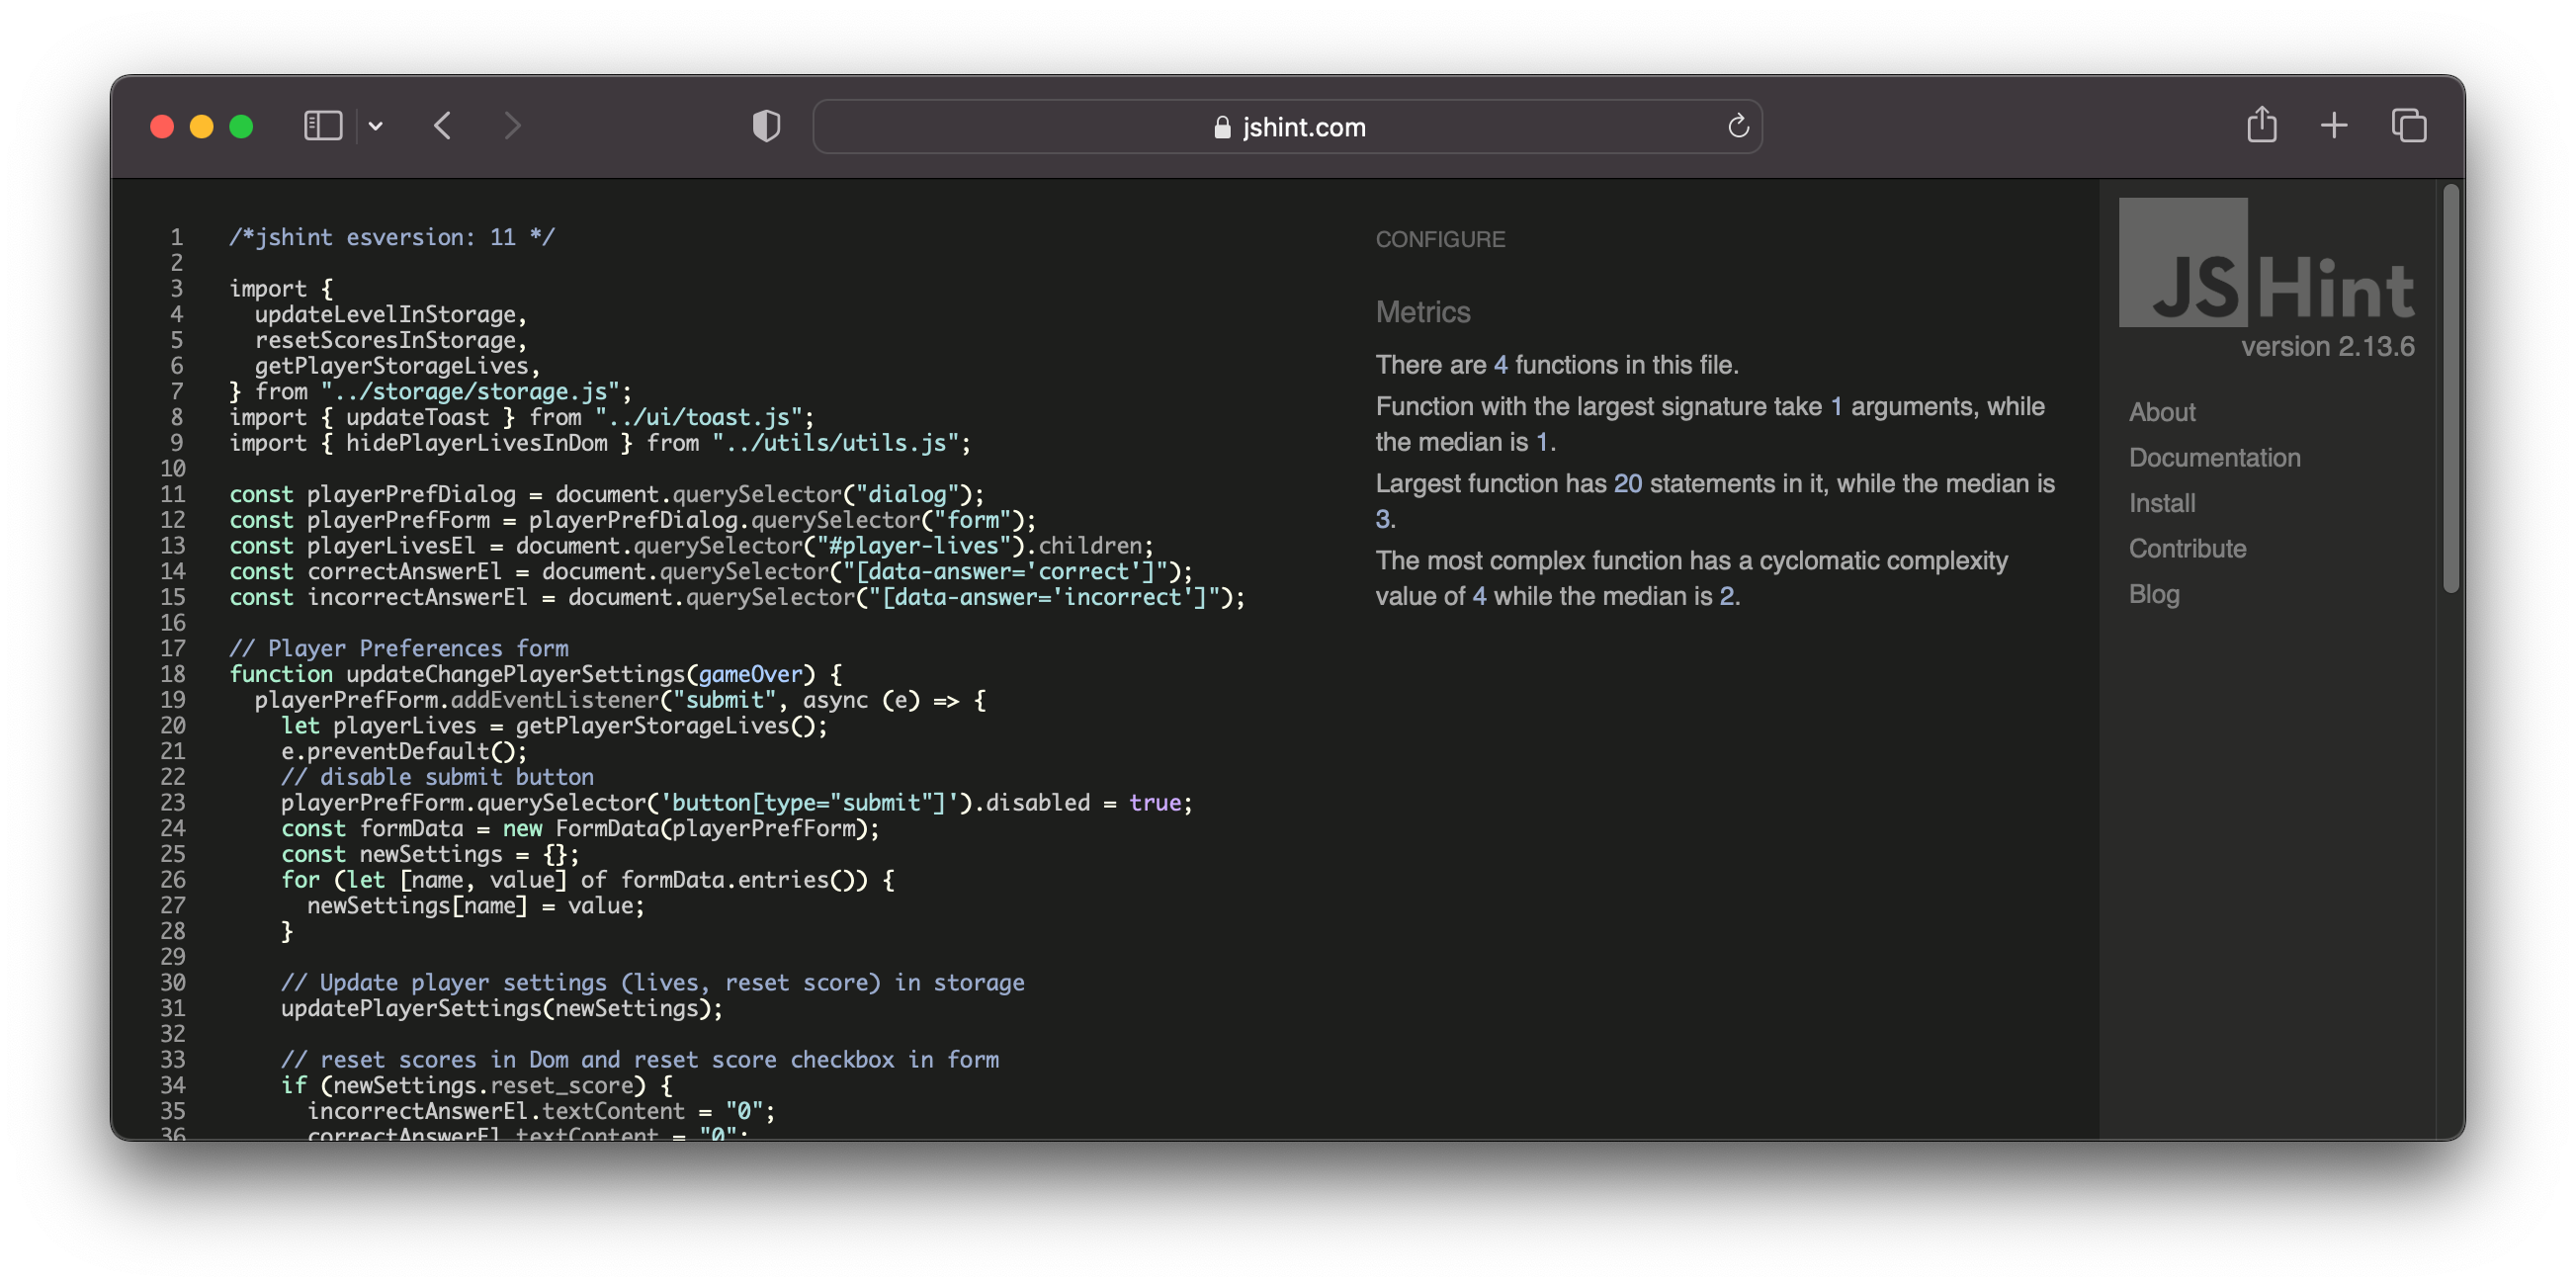 jshint.com
1 /*jshint esversion: 11 */
2
3 import {
4   updateLevelInStorage,
5   resetScoresInStorage,
6   getPlayerStorageLives,
7 } from "../storage/storage.js";
8 import { updateToast } from "../ui/toast.js";
9 import { hidePlayerLivesInDom } from "../utils/utils.js";
10
11 const playerPrefDialog = document.querySelector("dialog");
12 const playerPrefForm = playerPrefDialog.querySelector("form");
13 const playerLivesEl = document.querySelector("#player-lives").children;
14 const correctAnswerEl = document.querySelector("[data-answer='correct']");
15 const incorrectAnswerEl = document.querySelector("[data-answer='incorrect']");
16
17 // Player Preferences form
18 function updateChangePlayerSettings(gameOver) {
19   playerPrefForm.addEventListener("submit", async (e) => {
20     let playerLives = getPlayerStorageLives();
21     e.preventDefault();
22     // disable submit button
23     playerPrefForm.querySelector('button[type="submit"]').disabled = true;
24     const formData = new FormData(playerPrefForm);
25     const newSettings = {};
26     for (let [name, value] of formData.entries()) {
27       newSettings[name] = value;
28     }
29
30     // Update player settings (lives, reset score) in storage
31     updatePlayerSettings(newSettings);
32
33     // reset scores in Dom and reset score checkbox in form
34     if (newSettings.reset_score) {
35       incorrectAnswerEl.textContent = "0";
36       correctAnswerEl.textContent = "0";
CONFIGURE
Metrics
There are 4 functions in this file.
Function with the largest signature take 1 arguments, while
the median is 1.
Largest function has 20 statements in it, while the median is
3.
The most complex function has a cyclomatic complexity
value of 4 while the median is 2.
JSHint
version 2.13.6
About
Documentation
Install
Contribute
Blog